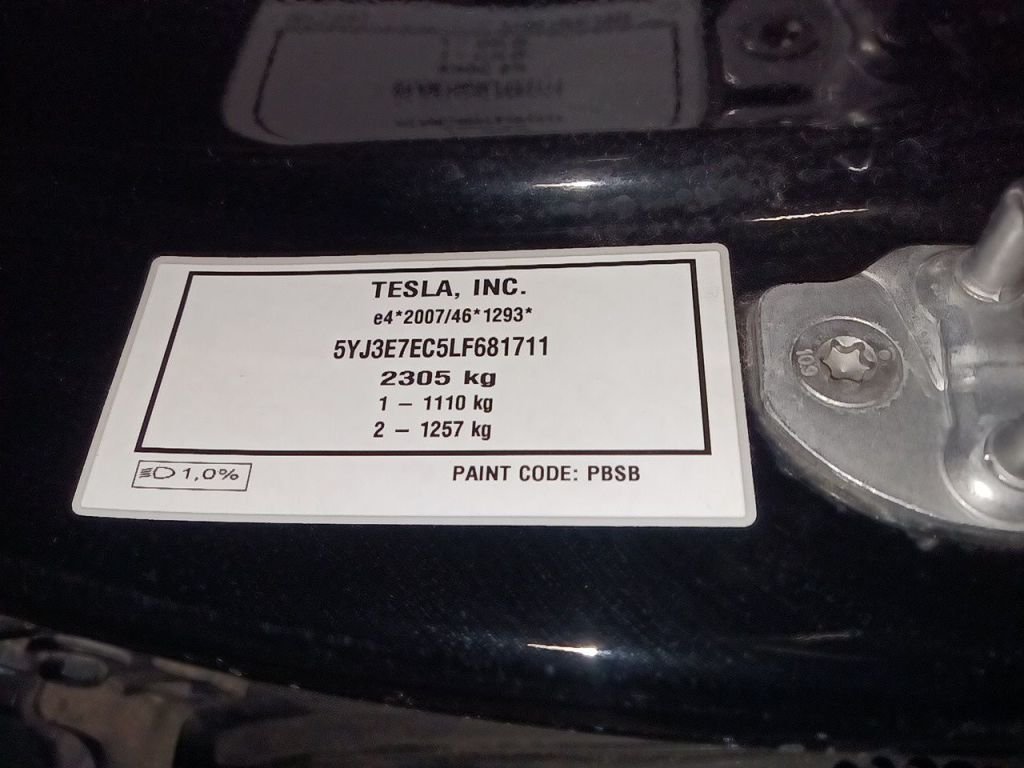 TESLA, INC.
e4*2007/46*1293*
5YJ3E7EC5LF681711
2305 kg
1 – 1110 kg
2 – 1257 kg
1,0%
PAINT CODE: PBSB
109